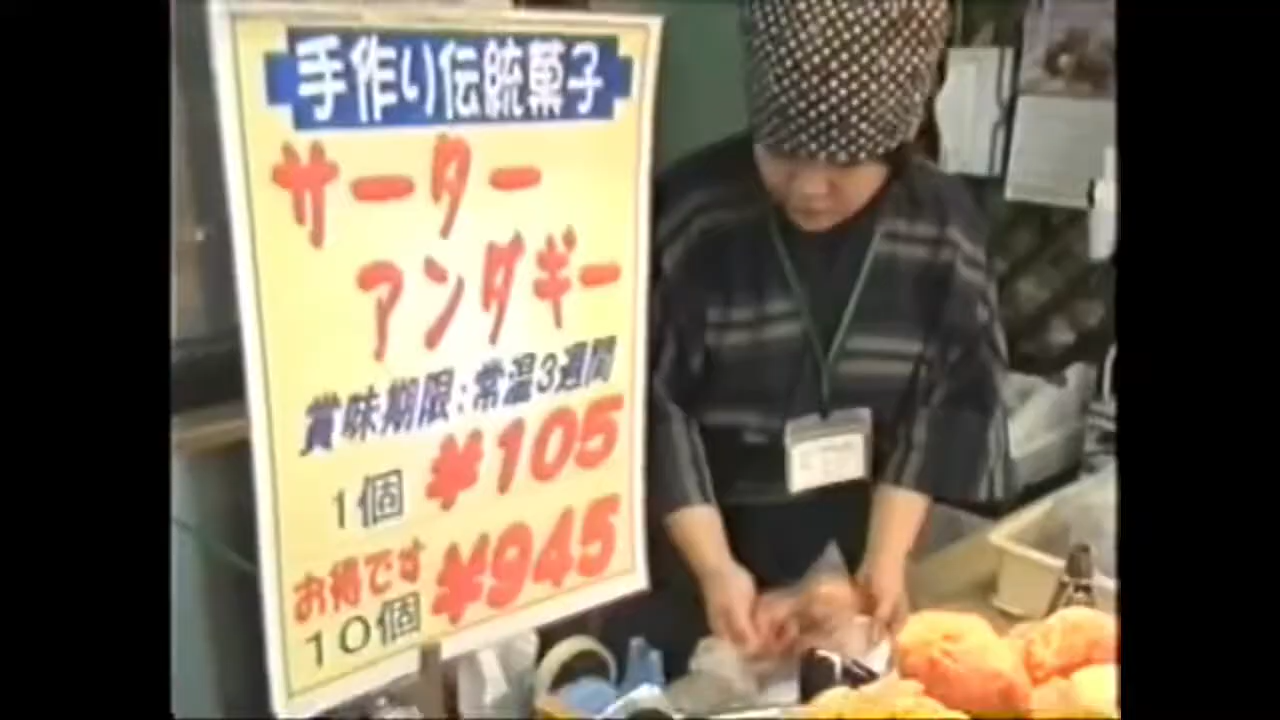 手作り伝統菓子
サーター
アンダギー
賞味期限:常温3週間
1個 ¥105
お得です
10個 ¥945